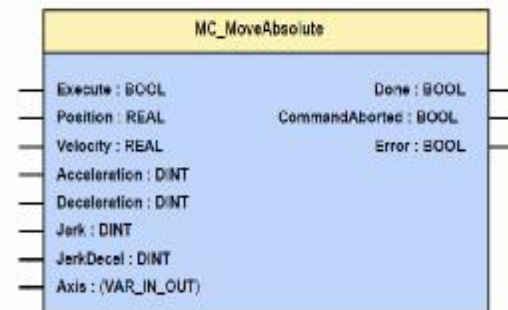 MC_MoveAbsolute
Execute : BOOL
Done : BOOL
Position : REAL
CommandAborted : BOOL
Velocity : REAL
Error : BOOL
Acceleration : DINT
Deceleration : DINT
Jerk : DINT
JerkDecel : DINT
Axis : (VAR_IN_OUT)